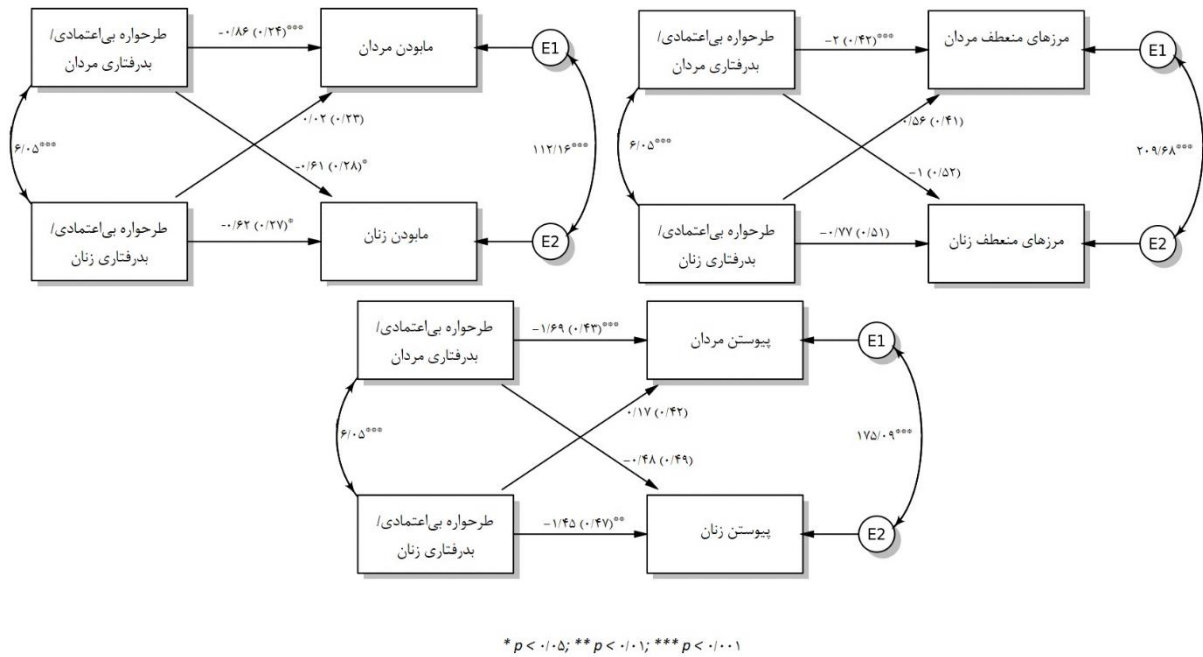 طرحواره بی‌اعتمادی/
بدرفتاری مردان
-۰/۸۶ (۰/۲۴)***
مابودن مردان
E1
۶/۰۵***
۰/۰۲ (۰/۲۳)
-۰/۶۱ (۰/۲۸)*
۱۱۲/۱۶***
طرحواره بی‌اعتمادی/
بدرفتاری زنان
-۰/۶۲ (۰/۲۷)*
مابودن زنان
E2
طرحواره بی‌اعتمادی/
بدرفتاری مردان
-۲ (۰/۴۲)***
مرزهای منعطف مردان
E1
۶/۰۵***
۰/۵۶ (۰/۴۱)
-۱ (۰/۵۲)
۲۰۹/۶۸***
طرحواره بی‌اعتمادی/
بدرفتاری زنان
-۰/۷۷ (۰/۵۱)
مرزهای منعطف زنان
E2
طرحواره بی‌اعتمادی/
بدرفتاری مردان
-۱/۶۹ (۰/۴۳)***
پیوستن مردان
E1
۶/۰۵***
۰/۱۷ (۰/۴۲)
-۰/۴۸ (۰/۴۹)
۱۷۵/۰۹***
طرحواره بی‌اعتمادی/
بدرفتاری زنان
-۱/۴۵ (۰/۴۷)**
پیوستن زنان
E2
* p < ۰/۰۵; ** p < ۰/۰۱; *** p < ۰/۰۰۱